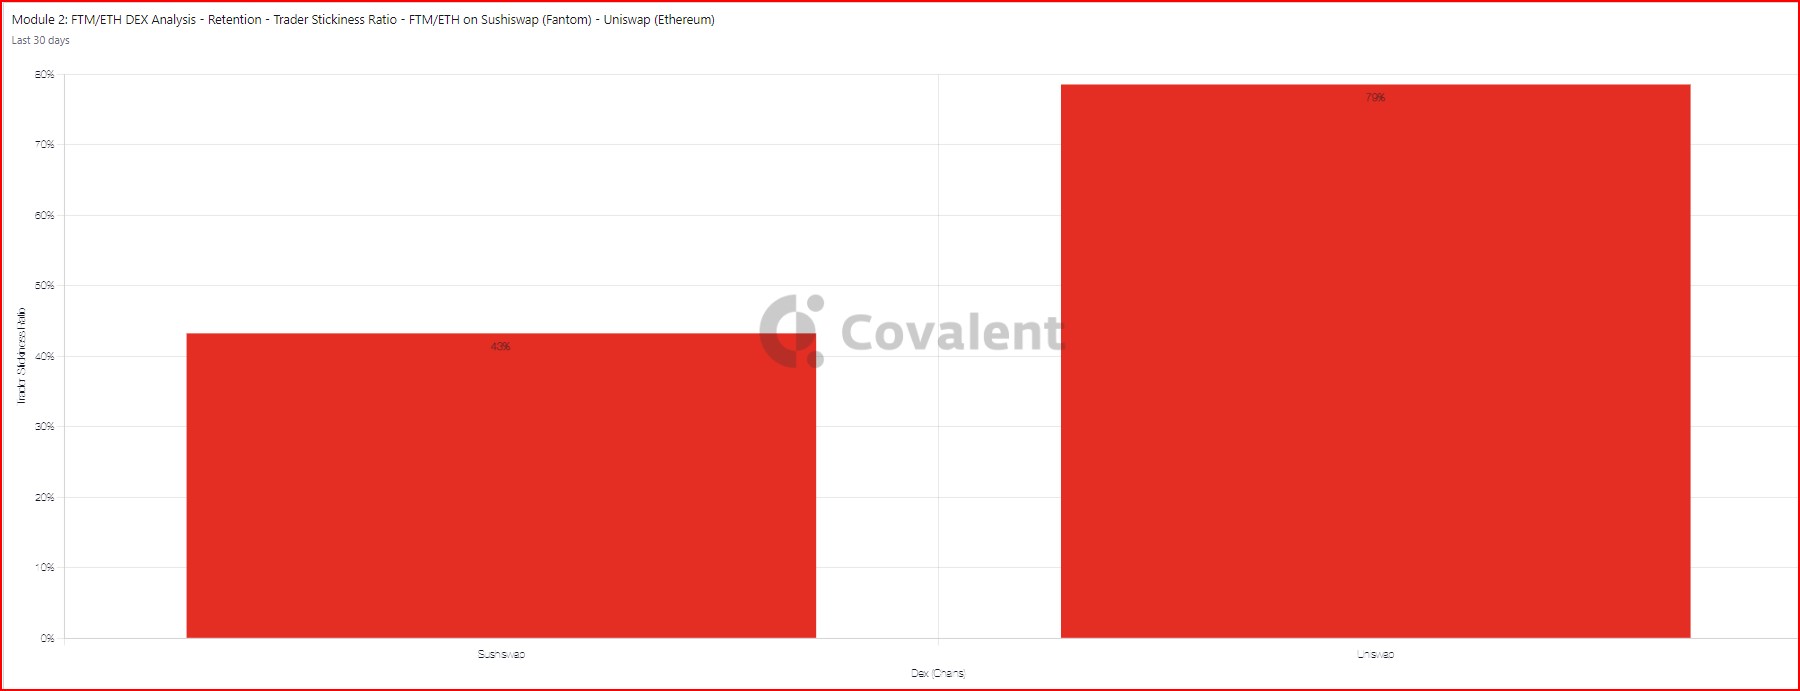 Module 2: FTM/ETH DEX Analysis - Retention - Trader Stickiness Ratio - FTM/ETH on Sushiswap (Fantom) - Uniswap (Ethereum)
Last 30 days
80%
79%
70%
60%
50%
Covalent
43%
40%
Trader Stickiness Ratio
30%
20%
10%
0%
Sushiswap
Uniswap
Dex (Chains)